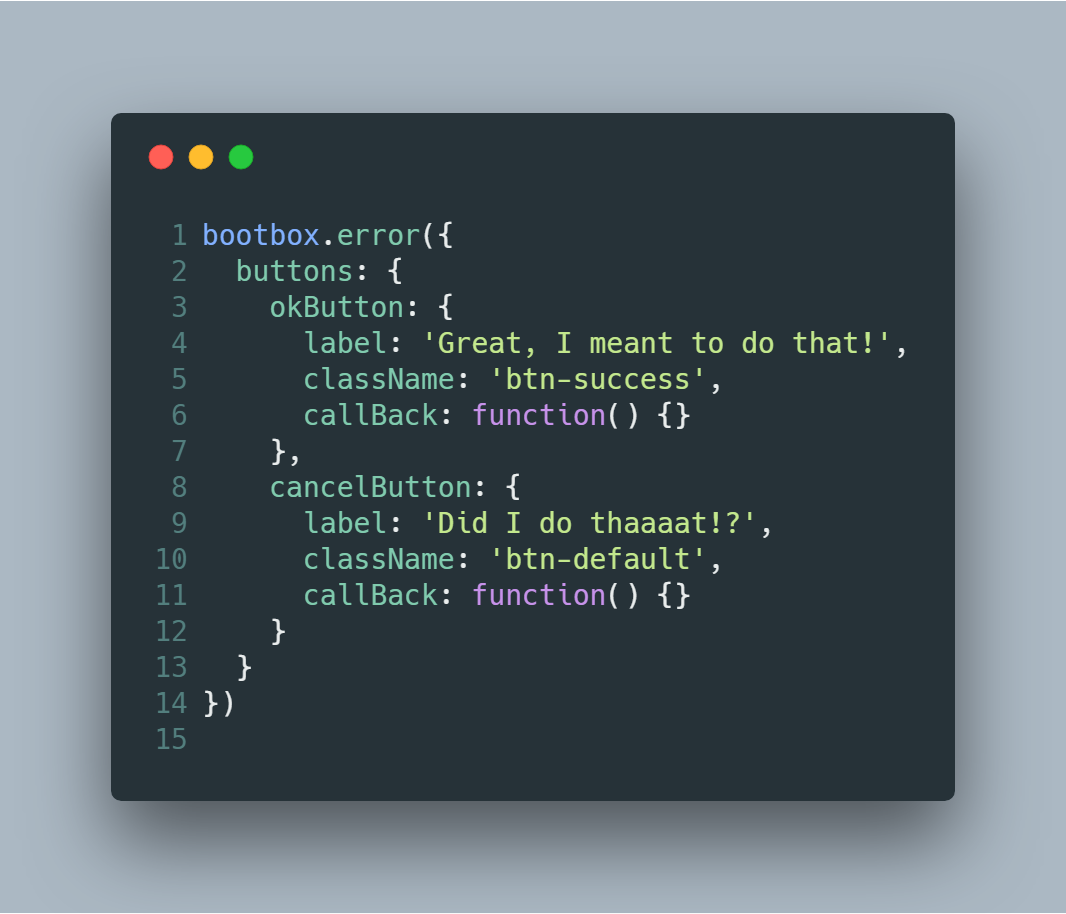 1 bootbox.error({
2   buttons: {
3     okButton: {
4       label: 'Great, I meant to do that!',
5       className: 'btn-success',
6       callBack: function() {}
7     },
8     cancelButton: {
9       label: 'Did I do thaaaat!?',
10       className: 'btn-default',
11       callBack: function() {}
12     }
13   }
14 })
15